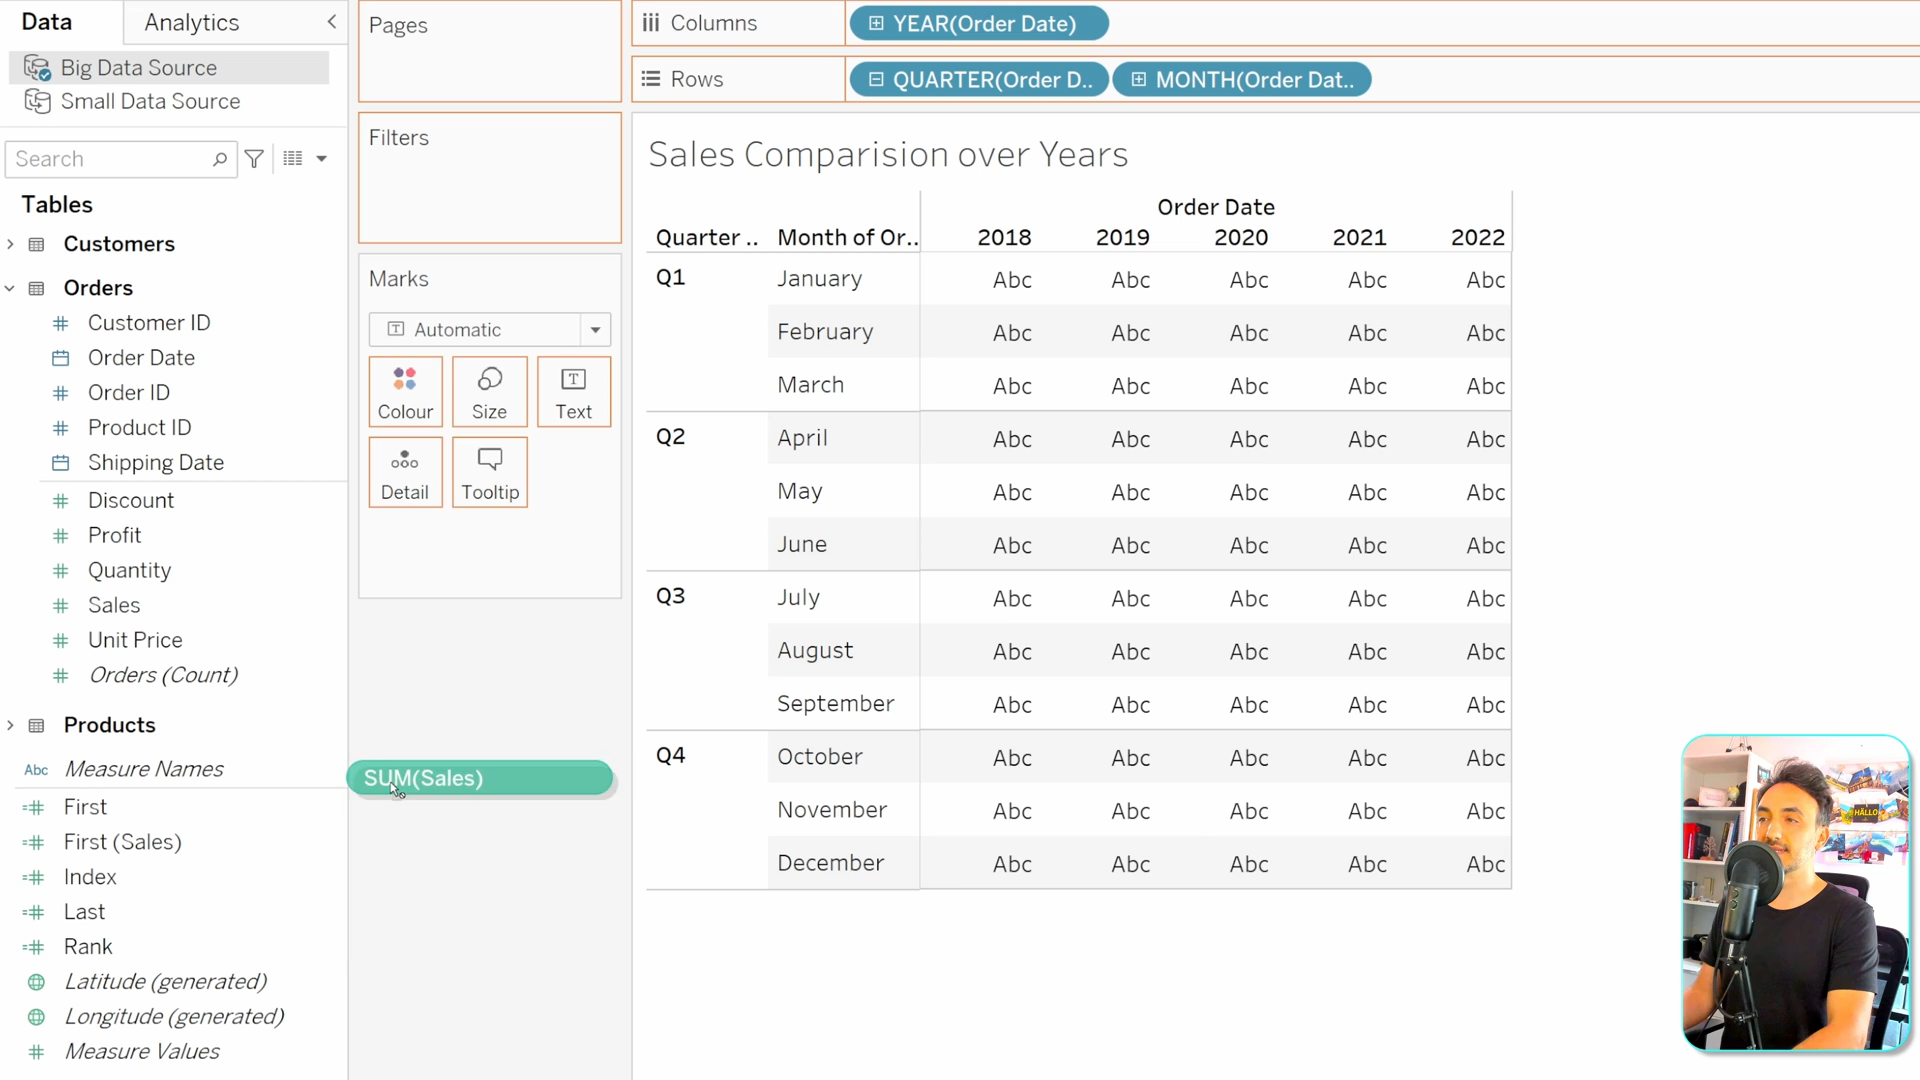 Data
Analytics
Big Data Source
Small Data Source
Search
Tables
Customers
Orders
Customer ID
Order Date
Order ID
Product ID
Shipping Date
Discount
Profit
Quantity
Sales
Unit Price
Orders (Count)
Products
Abc Measure Names
First
First (Sales)
Index
Last
Rank
Latitude (generated)
Longitude (generated)
Measure Values
Pages
Filters
Marks
Automatic
Colour Size Text
Detail Tooltip
SUM(Sales)
Columns YEAR(Order Date)
Rows QUARTER(Order D.. MONTH(Order Dat..
Sales Comparision over Years
Order Date
Quarter .. Month of Or.. 2018 2019 2020 2021 2022
Q1 January Abc Abc Abc Abc Abc
February Abc Abc Abc Abc Abc
March Abc Abc Abc Abc Abc
Q2 April Abc Abc Abc Abc Abc
May Abc Abc Abc Abc Abc
June Abc Abc Abc Abc Abc
Q3 July Abc Abc Abc Abc Abc
August Abc Abc Abc Abc Abc
September Abc Abc Abc Abc Abc
Q4 October Abc Abc Abc Abc Abc
November Abc Abc Abc Abc Abc
December Abc Abc Abc Abc Abc
HALLO